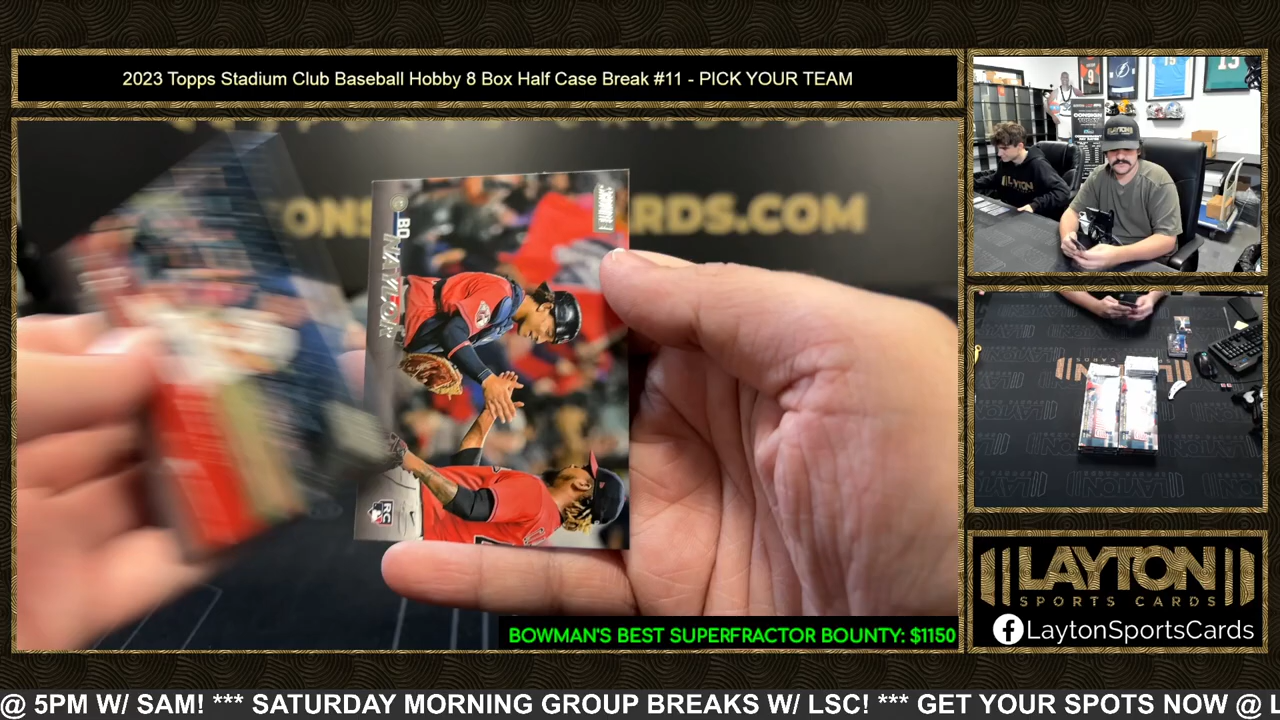 2023 Topps Stadium Club Baseball Hobby 8 Box Half Case Break #11 - PICK YOUR TEAM
CARDS.COM
BO
NAYLOR
RC
LAYTON
SPORTS CARDS
LaytonSportsCards
BOWMAN'S BEST SUPERFRACTOR BOUNTY: $1150
@ 5PM W/ SAM! *** SATURDAY MORNING GROUP BREAKS W/ LSC! *** GET YOUR SPOTS NOW @ L